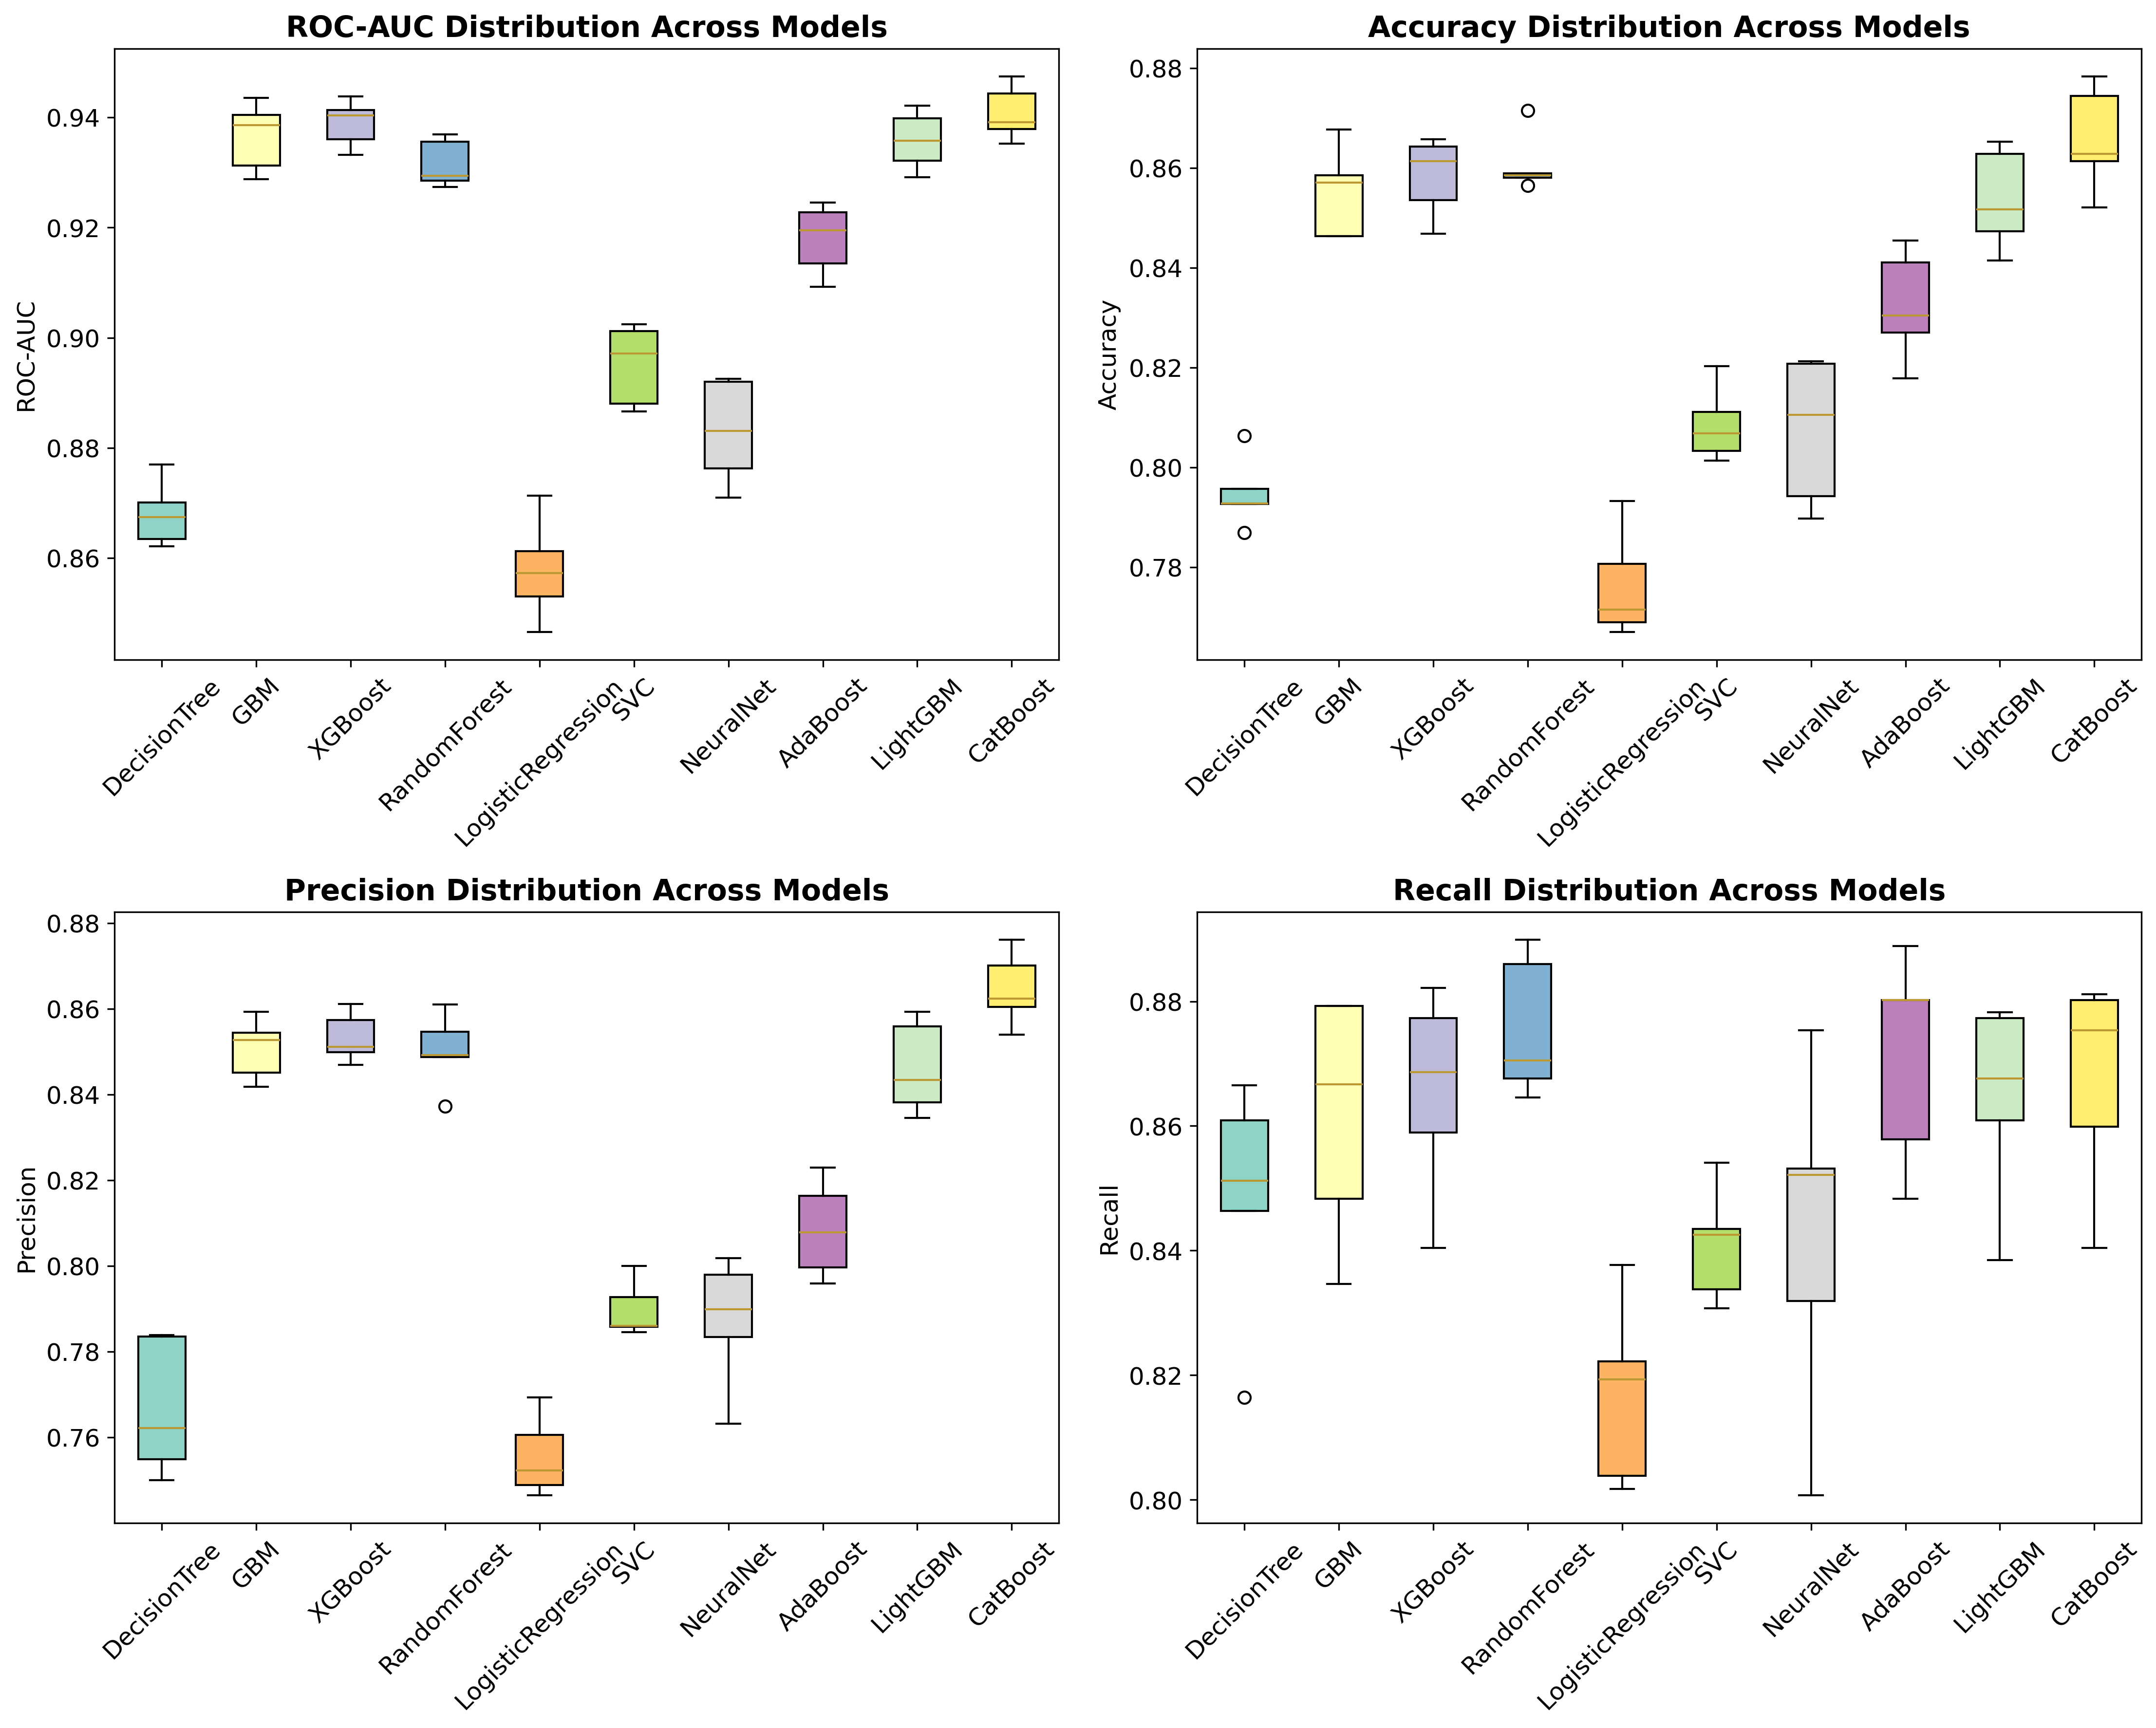 ROC-AUC Distribution Across Models
ROC-AUC
0.94
0.92
0.90
0.88
0.86
DecisionTree
GBM
XGBoost
RandomForest
LogisticRegression
SVC
NeuralNet
AdaBoost
LightGBM
CatBoost
Accuracy Distribution Across Models
Accuracy
0.88
0.86
0.84
0.82
0.80
0.78
DecisionTree
GBM
XGBoost
RandomForest
LogisticRegression
SVC
NeuralNet
AdaBoost
LightGBM
CatBoost
Precision Distribution Across Models
Precision
0.88
0.86
0.84
0.82
0.80
0.78
0.76
DecisionTree
GBM
XGBoost
RandomForest
LogisticRegression
SVC
NeuralNet
AdaBoost
LightGBM
CatBoost
Recall Distribution Across Models
Recall
0.88
0.86
0.84
0.82
0.80
DecisionTree
GBM
XGBoost
RandomForest
LogisticRegression
SVC
NeuralNet
AdaBoost
LightGBM
CatBoost